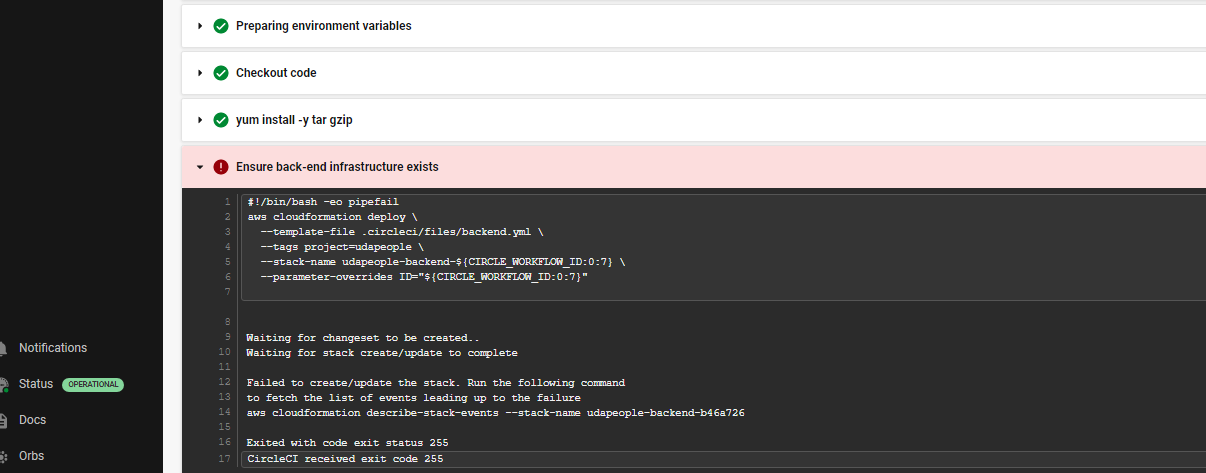 Preparing environment variables
Checkout code
yum install -y tar gzip
Ensure back-end infrastructure exists
1 #!/bin/bash -eo pipefail
2 aws cloudformation deploy \
3 --template-file .circleci/files/backend.yml \
4 --tags project=udapeople \
5 --stack-name udapeople-backend-${CIRCLE_WORKFLOW_ID:0:7} \
6 --parameter-overrides ID="${CIRCLE_WORKFLOW_ID:0:7}"
7
8
9 Waiting for changeset to be created..
10 Waiting for stack create/update to complete
11
12 Failed to create/update the stack. Run the following command
13 to fetch the list of events leading up to the failure
14 aws cloudformation describe-stack-events --stack-name udapeople-backend-b46a726
15
16 Exited with code exit status 255
17 CircleCI received exit code 255
Notifications
Status OPERATIONAL
Docs
Orbs